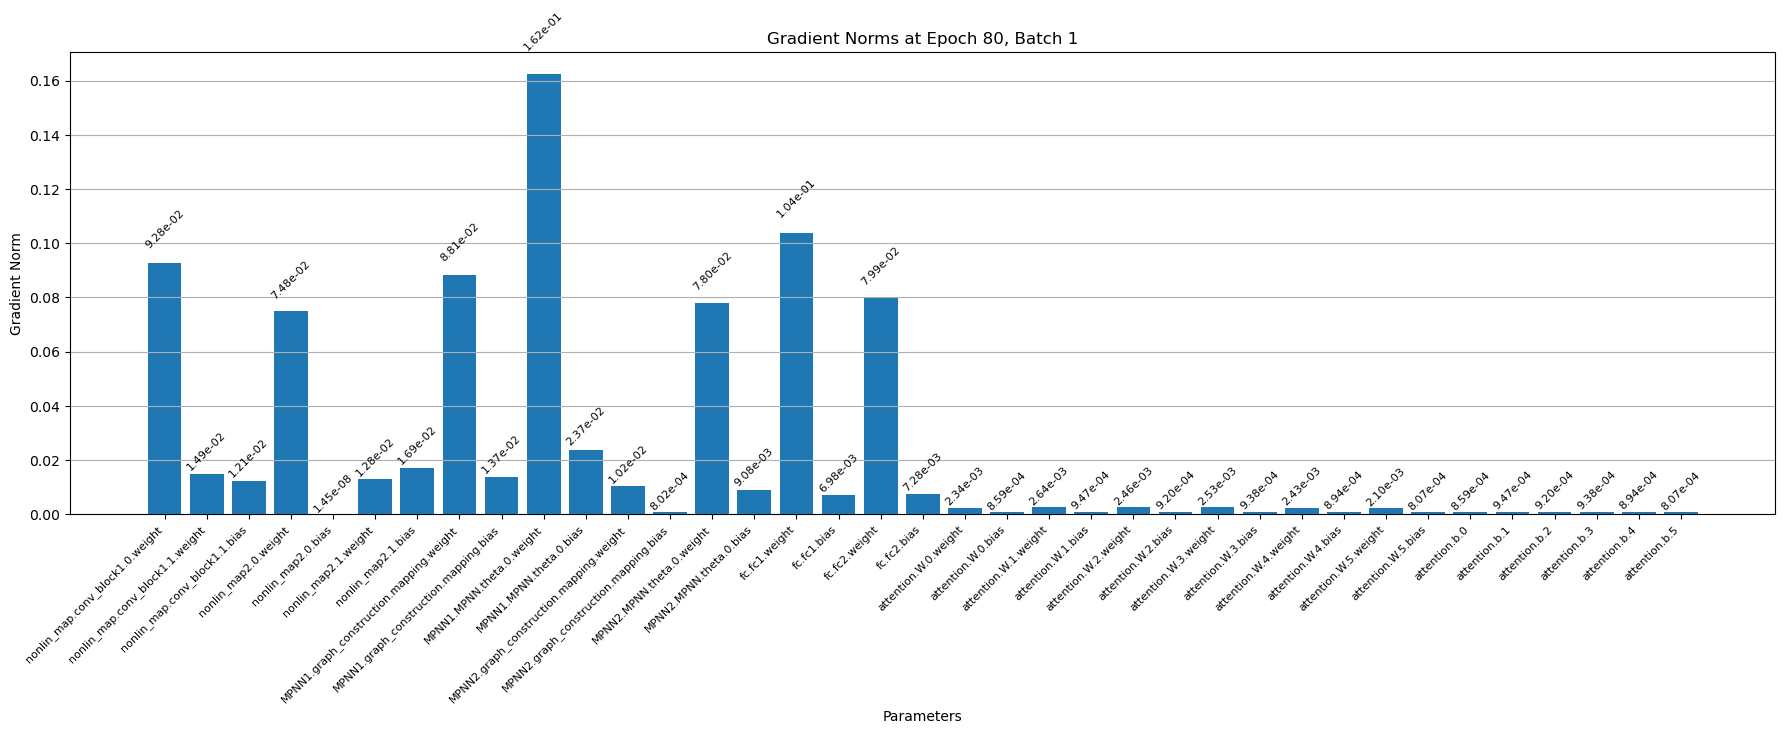 Gradient Norms at Epoch 80, Batch 1
Gradient Norm
0.16
0.14
0.12
0.10
0.08
0.06
0.04
0.02
0.00
9.28e-02
1.49e-02
1.21e-02
7.48e-02
1.45e-08
1.28e-02
1.69e-02
8.81e-02
1.37e-02
1.62e-01
2.37e-02
1.02e-02
8.02e-04
7.80e-02
9.08e-03
1.04e-01
6.98e-03
7.99e-02
7.28e-03
2.34e-03
8.59e-04
2.64e-03
9.47e-04
2.46e-03
9.20e-04
2.53e-03
9.38e-04
2.43e-03
8.94e-04
2.10e-03
8.07e-04
8.59e-04
9.47e-04
9.20e-04
9.38e-04
8.94e-04
8.07e-04
nonlin_map.conv_block1.0.weight
nonlin_map.conv_block1.1.weight
nonlin_map.conv_block1.1.bias
nonlin_map2.0.weight
nonlin_map2.0.bias
nonlin_map2.1.weight
nonlin_map2.1.bias
MPNN1.graph_construction.mapping.weight
MPNN1.graph_construction.mapping.bias
MPNN1.MPNN.theta.0.weight
MPNN1.MPNN.theta.0.bias
MPNN2.graph_construction.mapping.weight
MPNN2.graph_construction.mapping.bias
MPNN2.MPNN.theta.0.weight
MPNN2.MPNN.theta.0.bias
fc.fc1.weight
fc.fc1.bias
fc.fc2.weight
fc.fc2.bias
attention.W.0.weight
attention.W.0.bias
attention.W.1.weight
attention.W.1.bias
attention.W.2.weight
attention.W.2.bias
attention.W.3.weight
attention.W.3.bias
attention.W.4.weight
attention.W.4.bias
attention.W.5.weight
attention.W.5.bias
attention.b.0
attention.b.1
attention.b.2
attention.b.3
attention.b.4
attention.b.5
Parameters